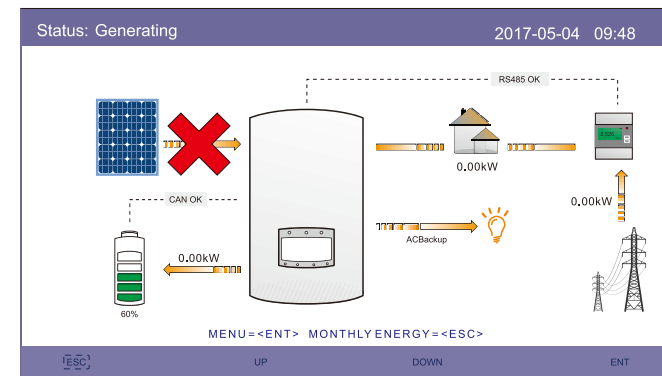 Status: Generating
2017-05-04 09:48
RS485 OK
0.00kW
CAN OK
0.00kW
0.00kW
ACBackup
60%
MENU=<ENT> MONTHLY ENERGY=<ESC>
ESC UP DOWN ENT